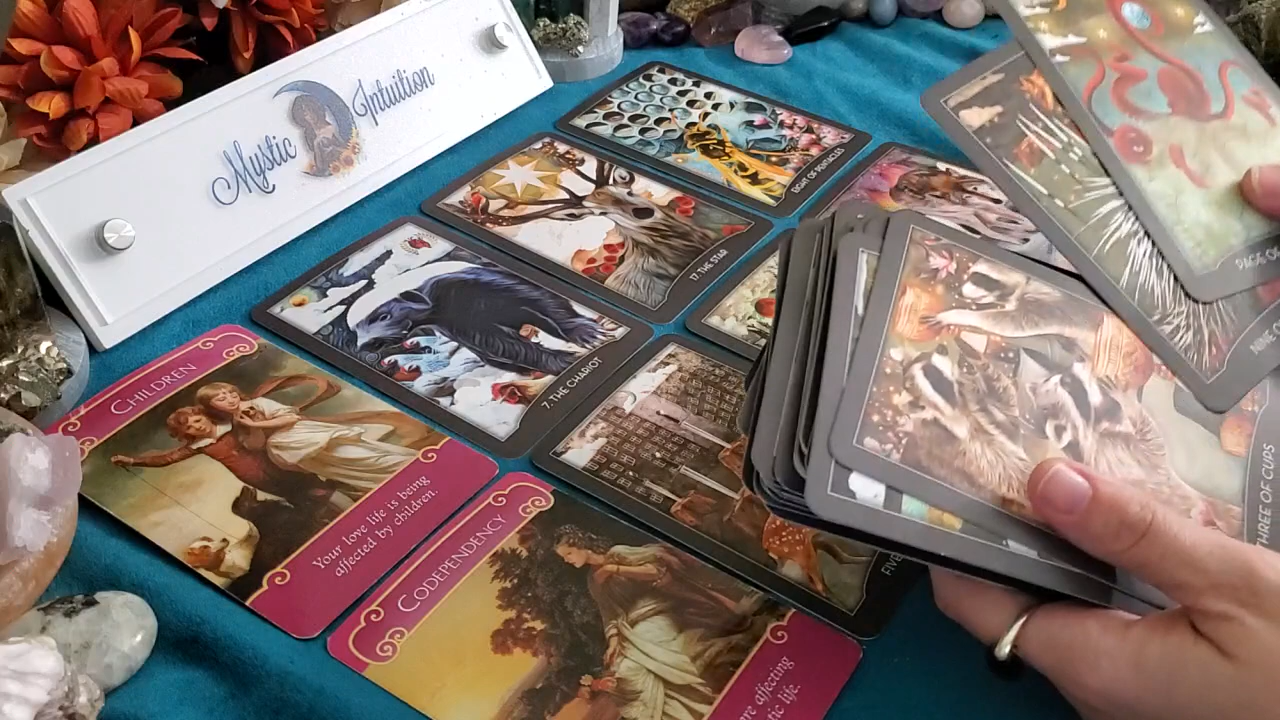 Mystic Intuition
EIGHT OF PENTACLES
17. THE STAR
7. THE CHARIOT
CHILDREN
Your love life is being
affected by children.
CODEPENDENCY
are affecting
tic life.
FIVE
THREE OF CUPS
NINE O
PAGE OF